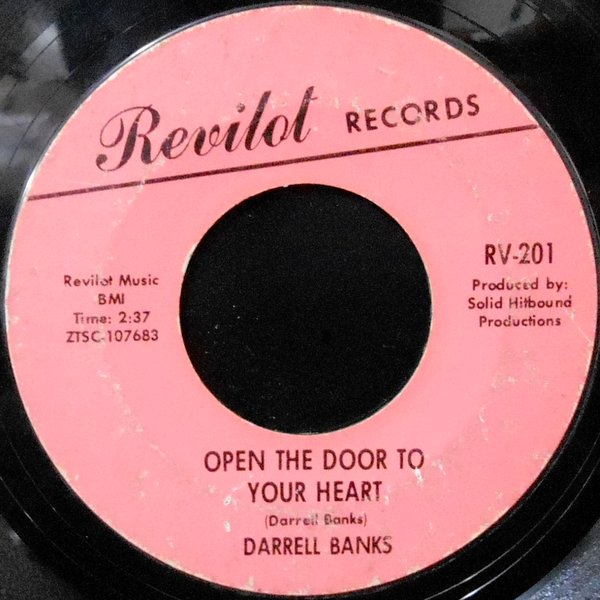 Revilot RECORDS
Revilot Music
BMI
Time: 2:37
ZTSC-107683
RV-201
Produced by:
Solid Hitbound
Productions
OPEN THE DOOR TO
YOUR HEART
(Darrell Banks)
DARRELL BANKS